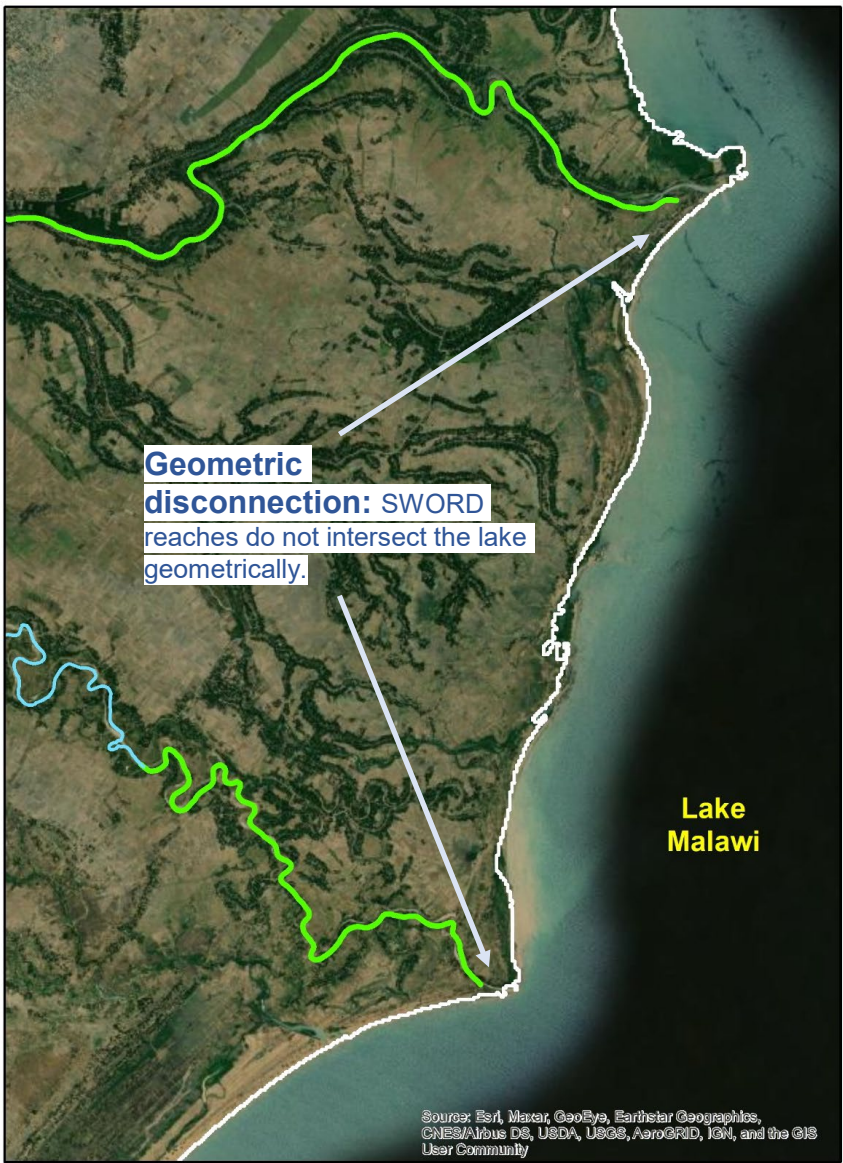 Geometric
disconnection: SWORD
reaches do not intersect the lake
geometrically.
Lake
Malawi
Source: Esri, Maxar, GeoEye, Earthstar Geographics,
CNES/Airbus DS, USDA, USGS, AeroGRID, IGN, and the GIS
User Community